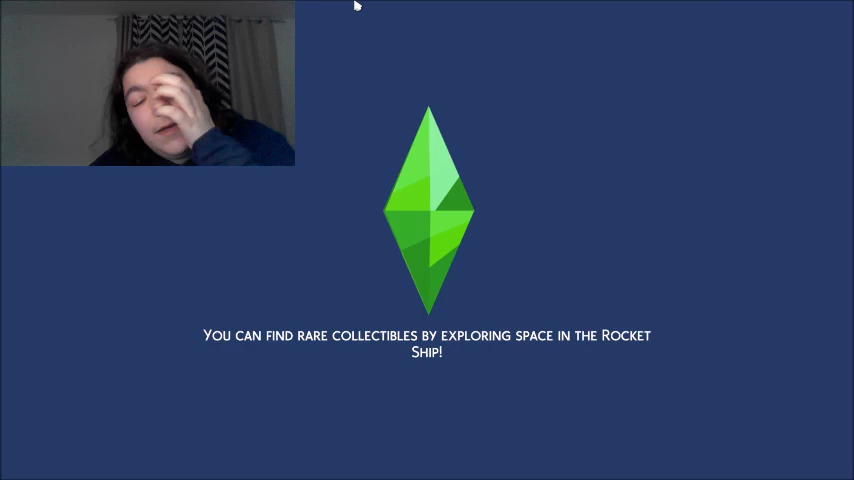 You can find rare collectibles by exploring space in the Rocket
Ship!